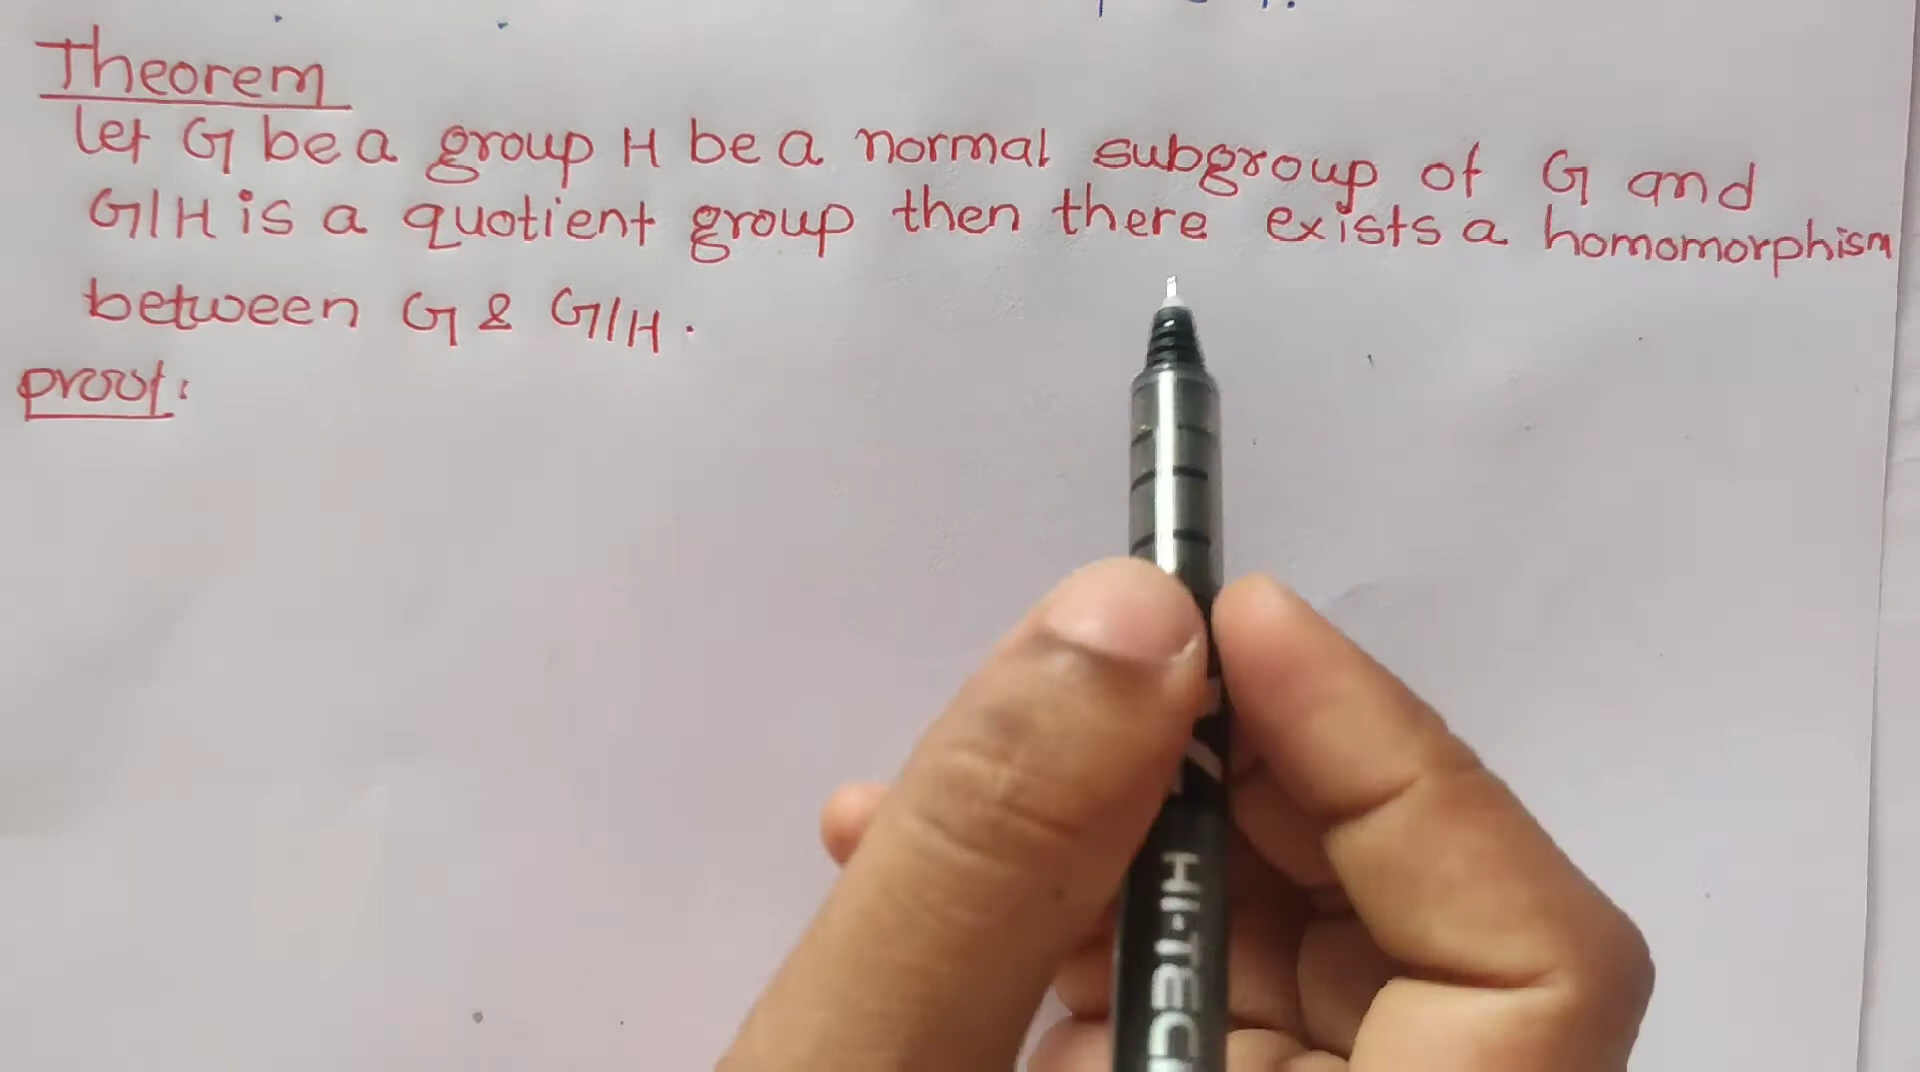 Theorem
let G be a group H be a normal subgroup of G and
G/H is a quotient group then there exists a homomorphism
between G & G/H.
proof:
HI-TEC